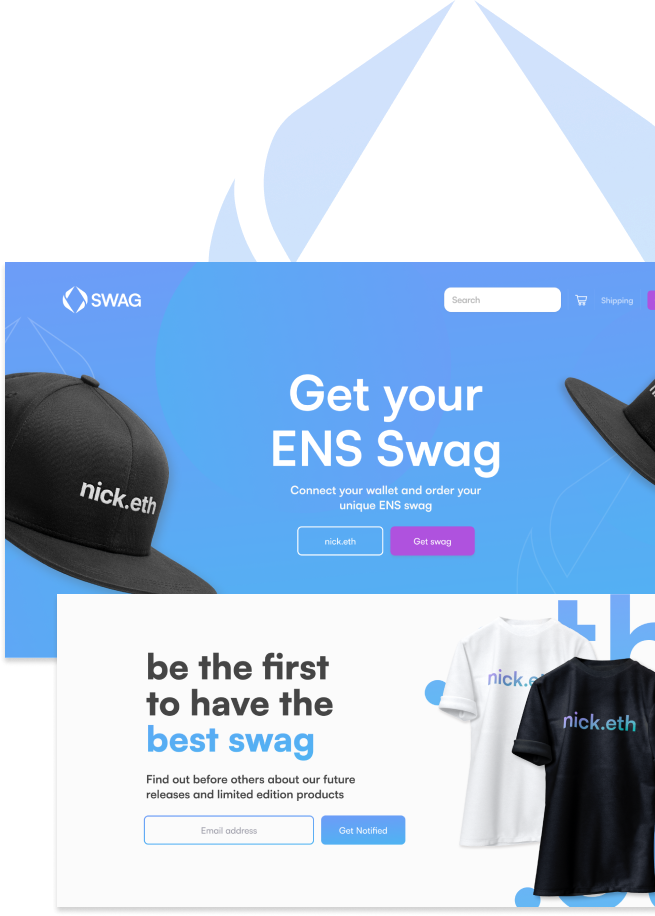 SWAG
Search
Shipping
Get your
ENS Swag
Connect your wallet and order your
unique ENS swag
nick.eth
Get swag
nick.eth
be the first
to have the
best swag
Find out before others about our future
releases and limited edition products
Email address
Get Notified
th
nick.et
nick.eth